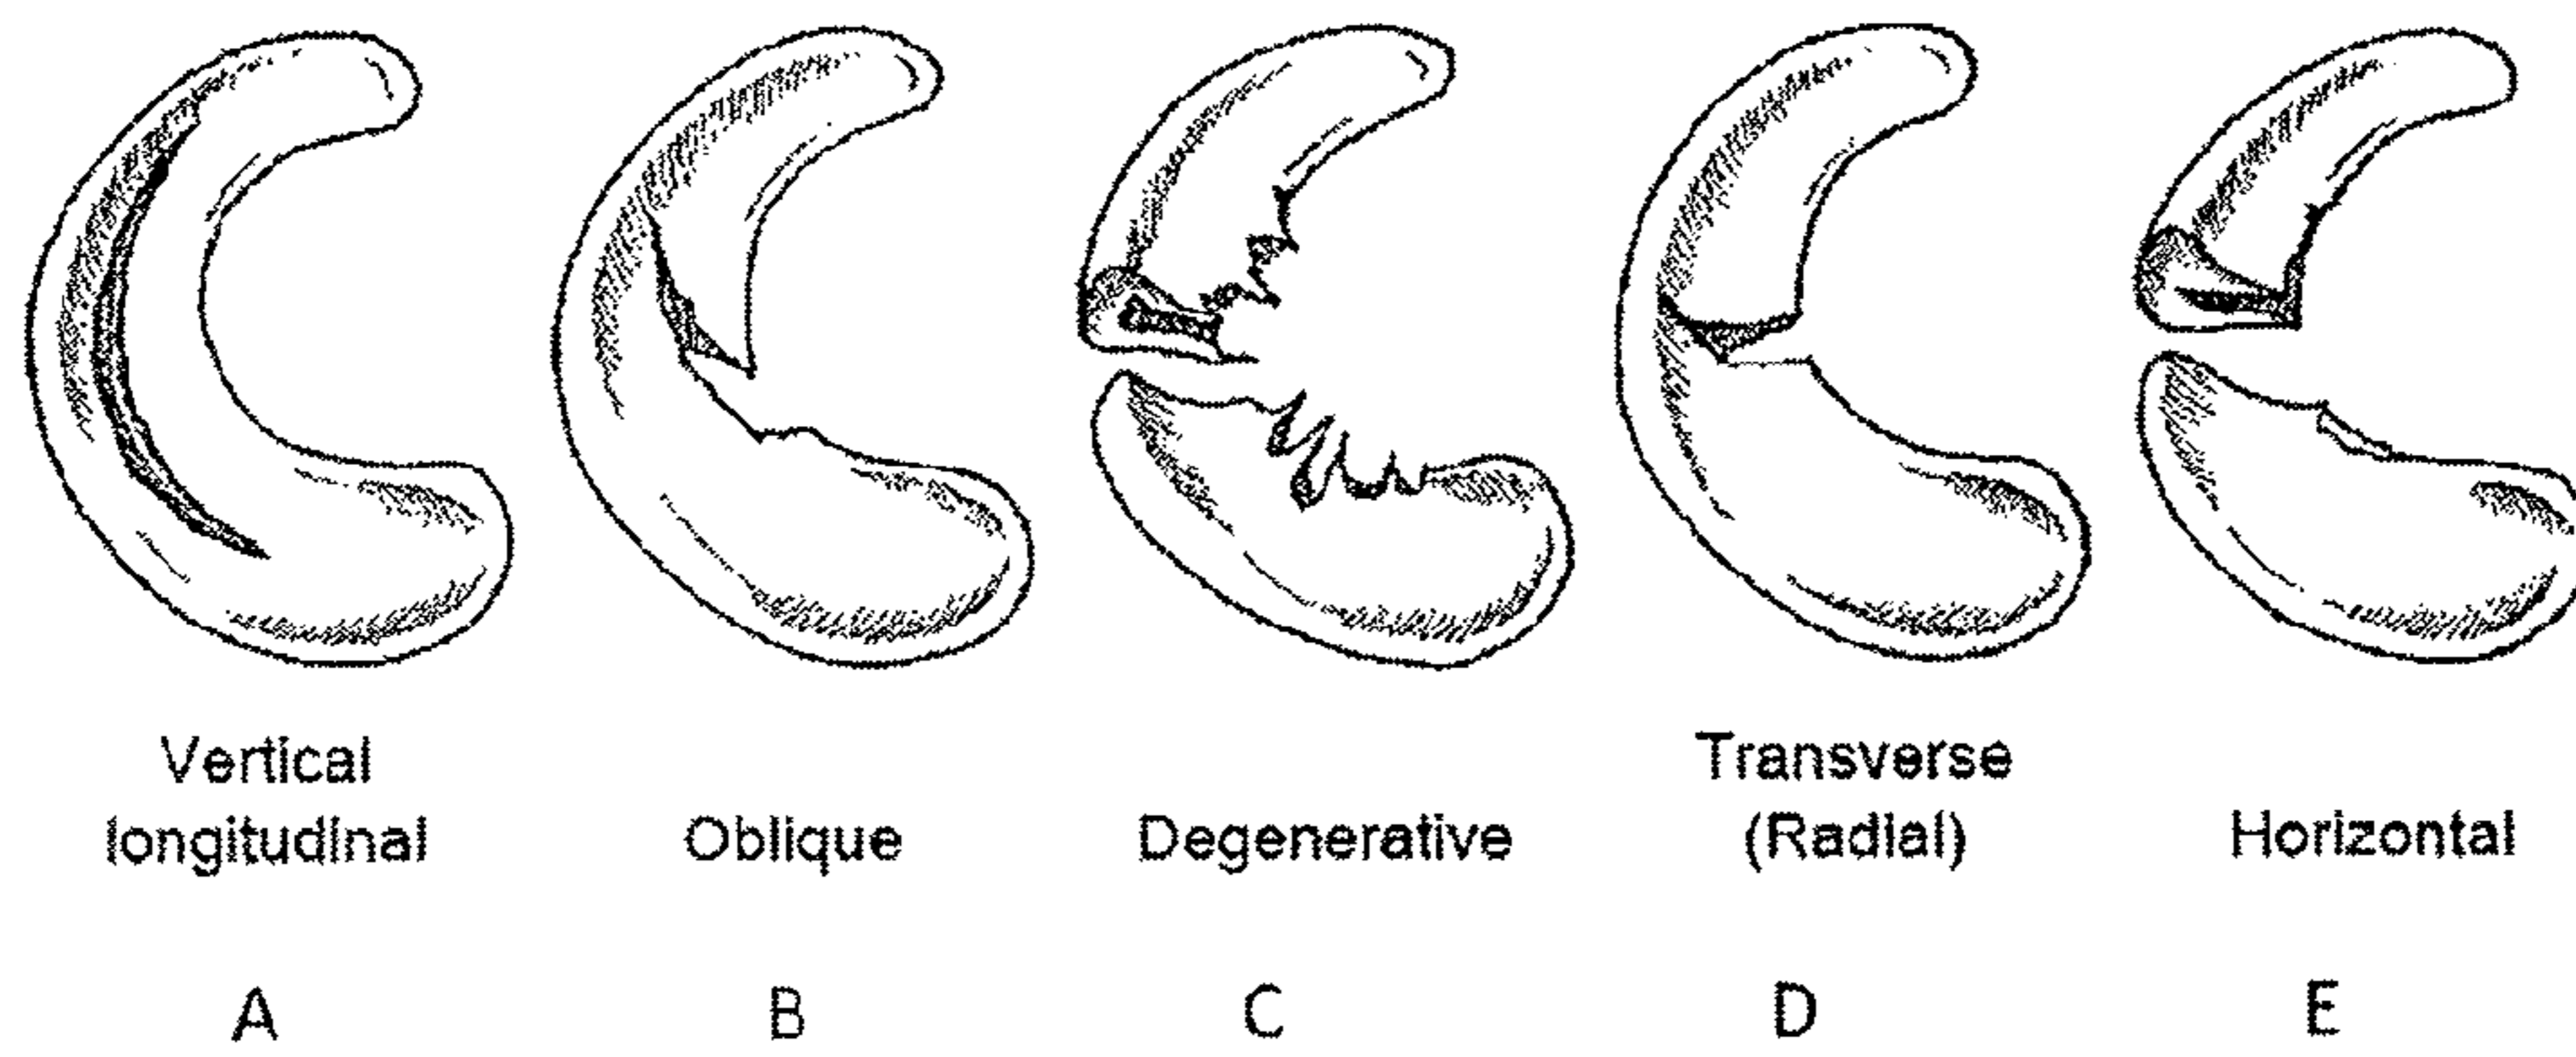 Vertical
longitudinal
Oblique
Degenerative
Transverse
(Radial)
Horizontal
A
B
C
D
E